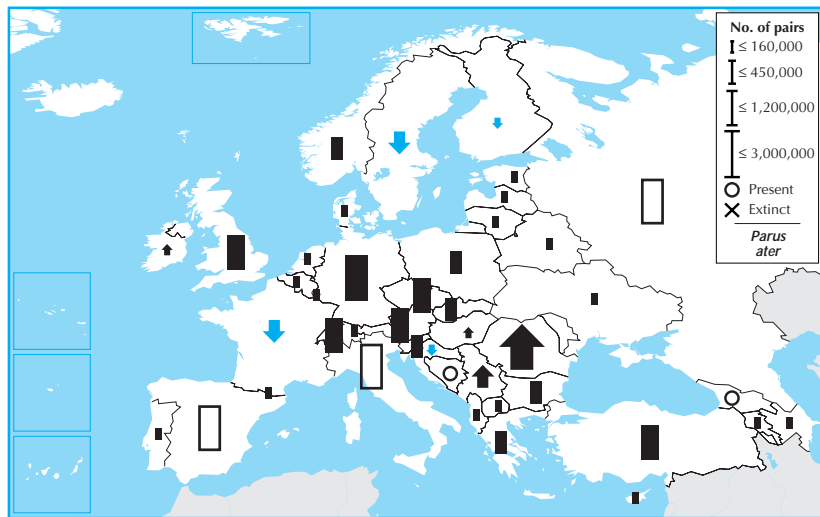 No. of pairs
≤ 160,000
≤ 450,000
≤ 1,200,000
≤ 3,000,000
Present
Extinct
Parus
ater